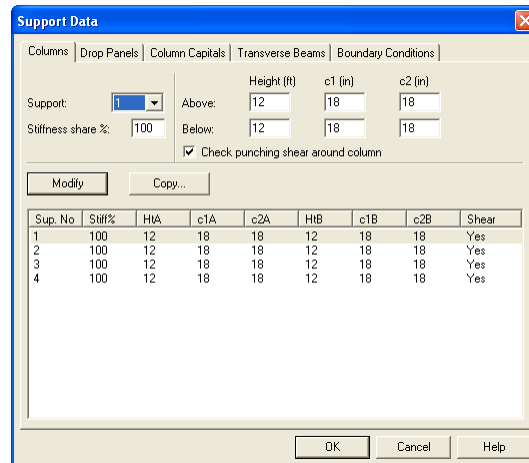 Support Data
Columns Drop Panels Column Capitals Transverse Beams Boundary Conditions
Height (ft) c1 (in) c2 (in)
Support: 1 Above: 12 18 18
Stiffness share %: 100 Below: 12 18 18
Check punching shear around column
Modify Copy...
Sup. No Stiff% HtA c1A c2A HtB c1B c2B Shear
1 100 12 18 18 12 18 18 Yes
2 100 12 18 18 12 18 18 Yes
3 100 12 18 18 12 18 18 Yes
4 100 12 18 18 12 18 18 Yes
OK Cancel Help